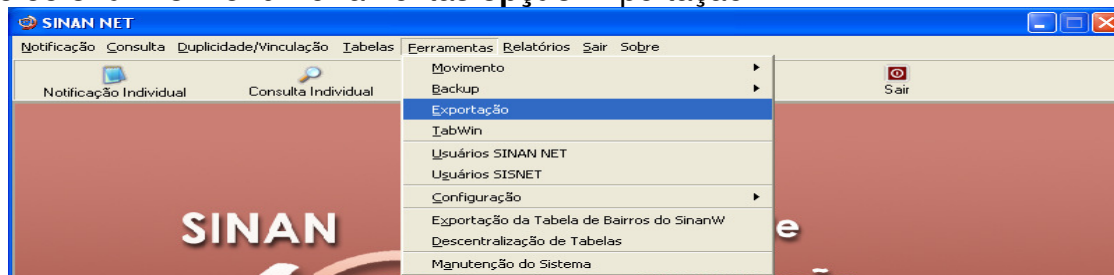 SINAN NET
Notificação Consulta Duplicidade/Vinculação Tabelas Ferramentas Relatórios Sair Sobre
Notificação Individual Consulta Individual Sair
Movimento
Backup
Exportação
TabWin
Usuários SINAN NET
Usuários SISNET
Configuração
Exportação da Tabela de Bairros do SinanW
Descentralização de Tabelas
Manutenção do Sistema
SINAN
e